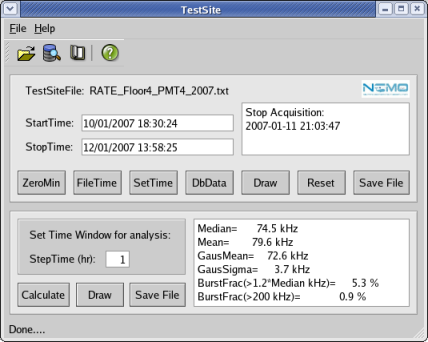 TestSite
File Help
TestSiteFile: RATE_Floor4_PMT4_2007.txt
NEMO
StartTime: 10/01/2007 18:30:24
StopTime: 12/01/2007 13:58:25
Stop Acquisition:
2007-01-11 21:03:47
ZeroMin FileTime SetTime DbData Draw Reset Save File
Set Time Window for analysis:
StepTime (hr): 1
Calculate Draw Save File
Median= 74.5 kHz
Mean= 79.6 kHz
GausMean= 72.6 kHz
GausSigma= 3.7 kHz
BurstFrac(>1.2*Median kHz)= 5.3 %
BurstFrac(>200 kHz)= 0.9 %
Done....